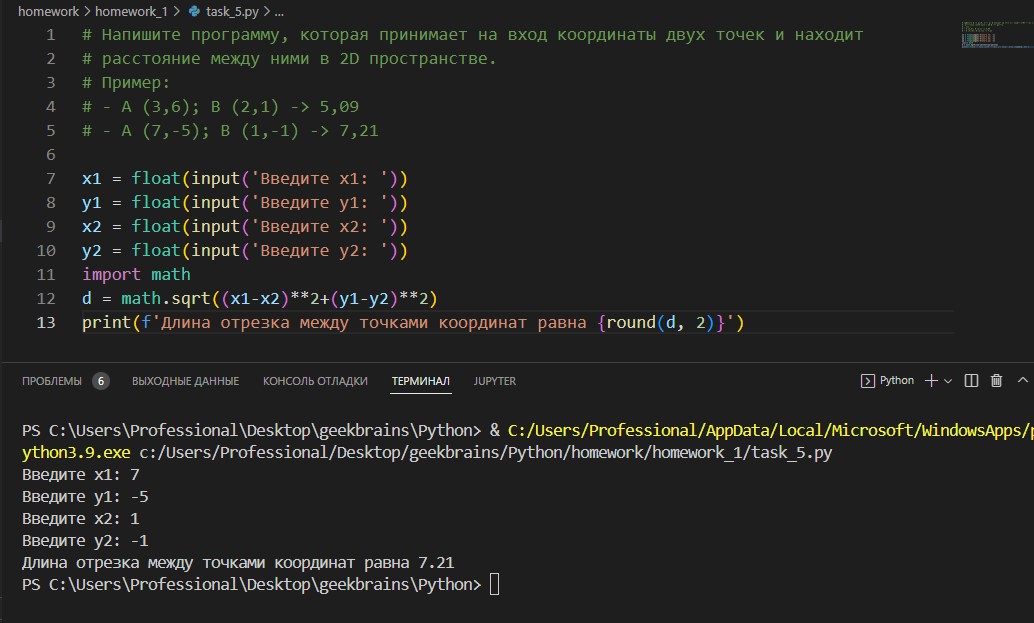 homework > homework_1 > task_5.py > ...
1 # Напишите программу, которая принимает на вход координаты двух точек и находит
2 # расстояние между ними в 2D пространстве.
3 # Пример:
4 # - A (3,6); B (2,1) -> 5,09
5 # - A (7,-5); B (1,-1) -> 7,21
6
7 x1 = float(input('Введите x1: '))
8 y1 = float(input('Введите y1: '))
9 x2 = float(input('Введите x2: '))
10 y2 = float(input('Введите y2: '))
11 import math
12 d = math.sqrt((x1-x2)**2+(y1-y2)**2)
13 print(f'Длина отрезка между точками координат равна {round(d, 2)}')
ПРОБЛЕМЫ 6 ВЫХОДНЫЕ ДАННЫЕ КОНСОЛЬ ОТЛАДКИ ТЕРМИНАЛ JUPYTER Python
PS C:\Users\Professional\Desktop\geekbrains\Python> & C:/Users/Professional/AppData/Local/Microsoft/WindowsApps/p
ython3.9.exe c:/Users/Professional/Desktop/geekbrains/Python/homework/homework_1/task_5.py
Введите x1: 7
Введите y1: -5
Введите x2: 1
Введите y2: -1
Длина отрезка между точками координат равна 7.21
PS C:\Users\Professional\Desktop\geekbrains\Python>